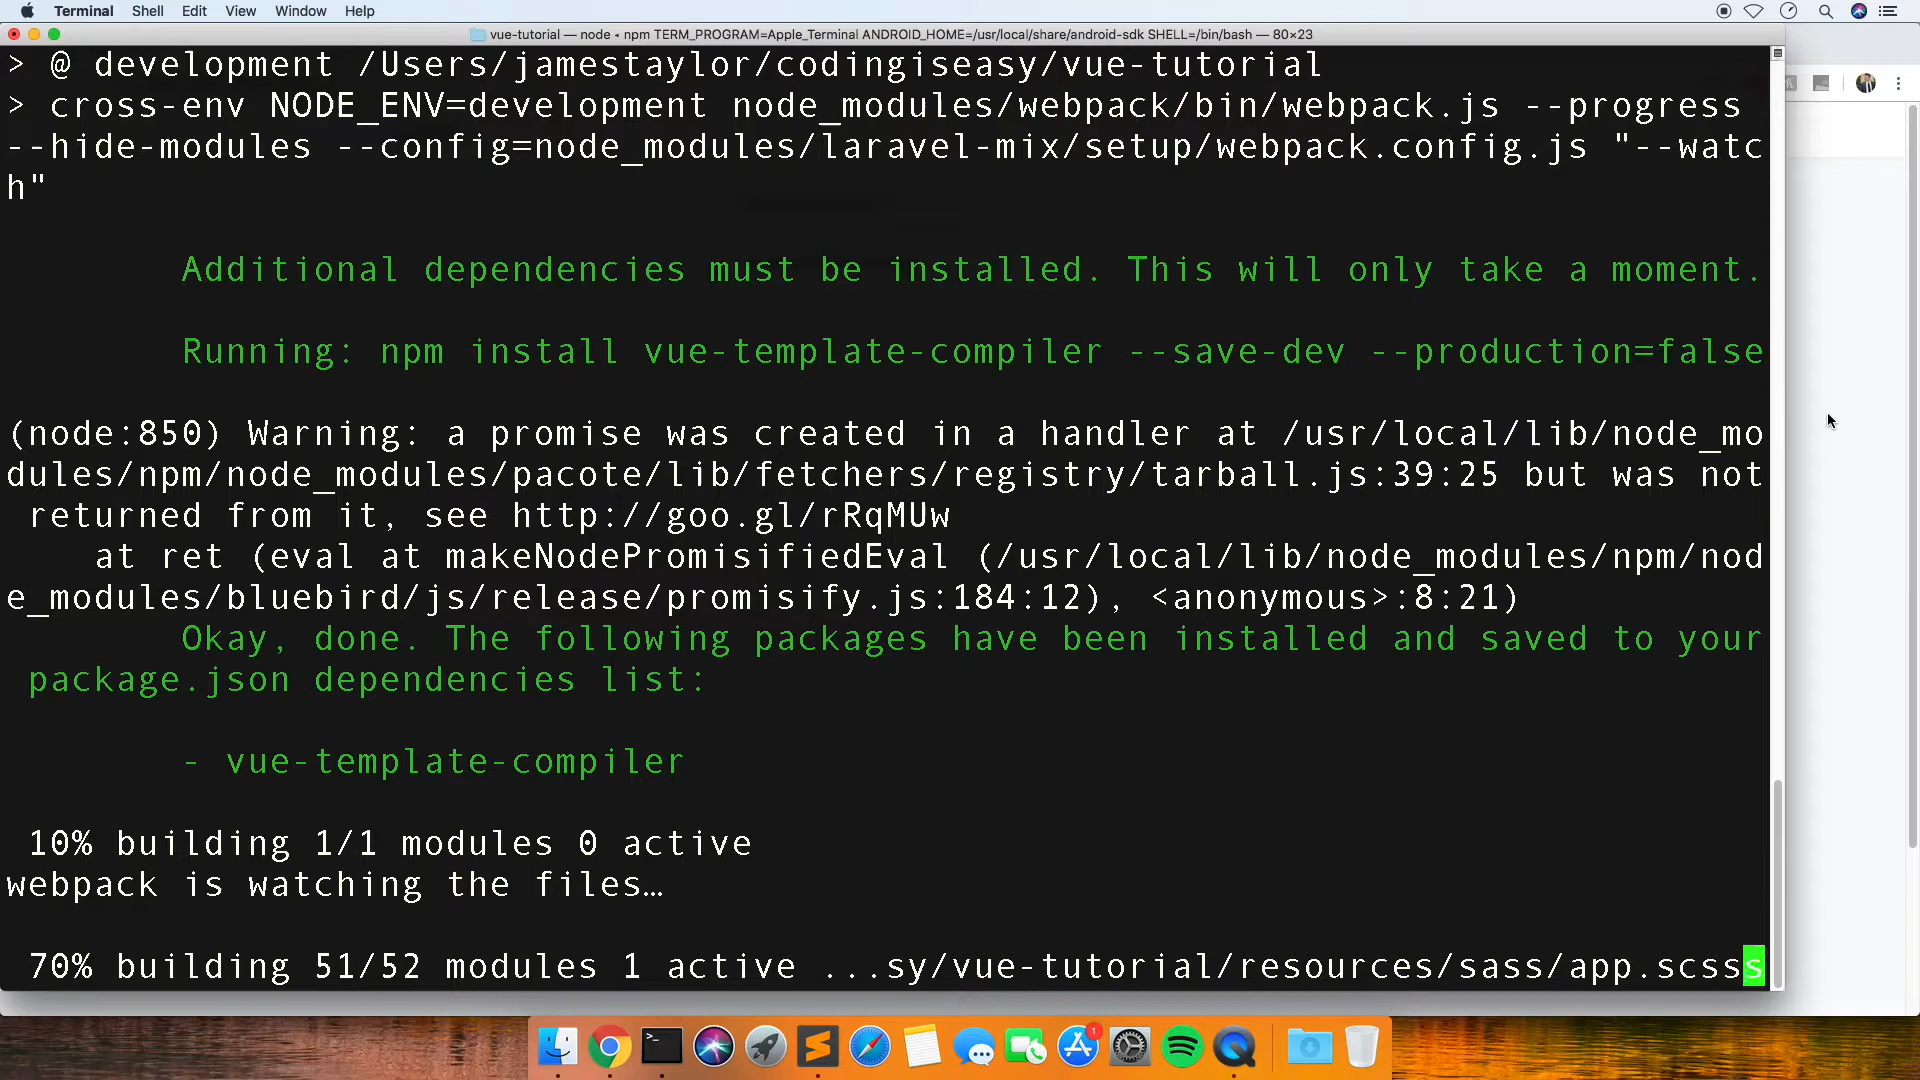 Terminal Shell Edit View Window Help
vue-tutorial — node ◂ npm TERM_PROGRAM=Apple_Terminal ANDROID_HOME=/usr/local/share/android-sdk SHELL=/bin/bash — 80×23
> @ development /Users/jamestaylor/codingiseasy/vue-tutorial
> cross-env NODE_ENV=development node_modules/webpack/bin/webpack.js --progress
--hide-modules --config=node_modules/laravel-mix/setup/webpack.config.js "--watc
h"
Additional dependencies must be installed. This will only take a moment.
Running: npm install vue-template-compiler --save-dev --production=false
(node:850) Warning: a promise was created in a handler at /usr/local/lib/node_mo
dules/npm/node_modules/pacote/lib/fetchers/registry/tarball.js:39:25 but was not
returned from it, see http://goo.gl/rRqMUw
at ret (eval at makeNodePromisifiedEval (/usr/local/lib/node_modules/npm/nod
e_modules/bluebird/js/release/promisify.js:184:12), <anonymous>:8:21)
Okay, done. The following packages have been installed and saved to your
package.json dependencies list:
- vue-template-compiler
10% building 1/1 modules 0 active
webpack is watching the files…
70% building 51/52 modules 1 active ...sy/vue-tutorial/resources/sass/app.scsss
1